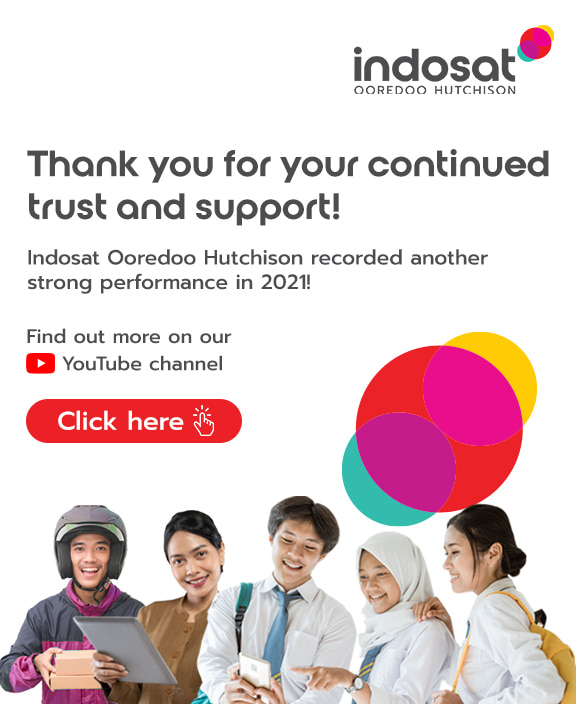 indosat
OOREDOO HUTCHISON
Thank you for your continued
trust and support!
Indosat Ooredoo Hutchison recorded another
strong performance in 2021!
Find out more on our
YouTube channel
Click here